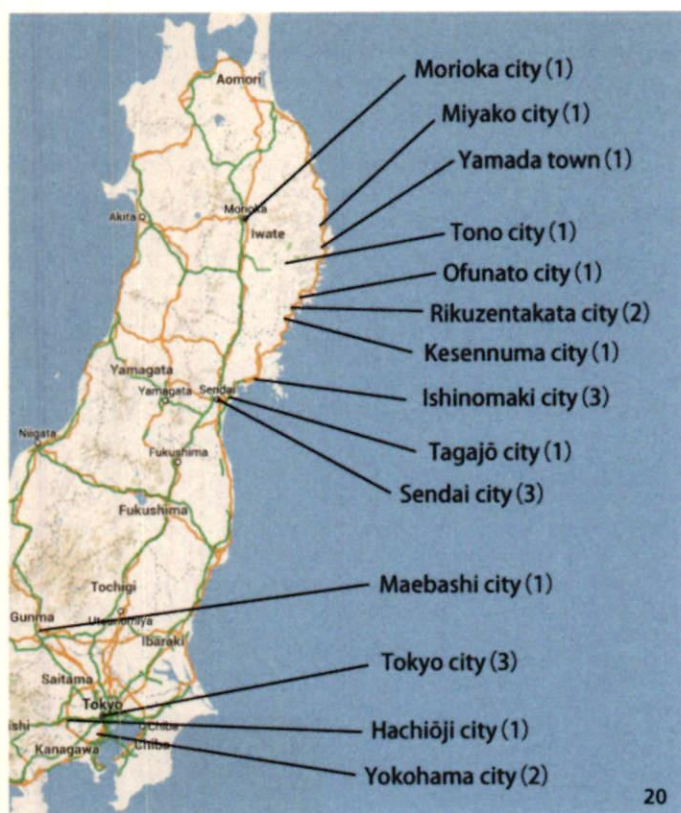 Morioka city (1)
Miyako city (1)
Yamada town (1)
Tono city (1)
Ofunato city (1)
Rikuzentakata city (2)
Kesennuma city (1)
Ishinomaki city (3)
Tagajō city (1)
Sendai city (3)
Maebashi city (1)
Tokyo city (3)
Hachiōji city (1)
Yokohama city (2)
Aomori
Akita
Morioka
Iwate
Yamagata
Yamagata
Sendai
Niigata
Fukushima
Fukushima
Tochigi
Utsunomiya
Gunma
Ibaraki
Saitama
Tokyo
ishi
Chiba
Kanagawa
Chiba
20